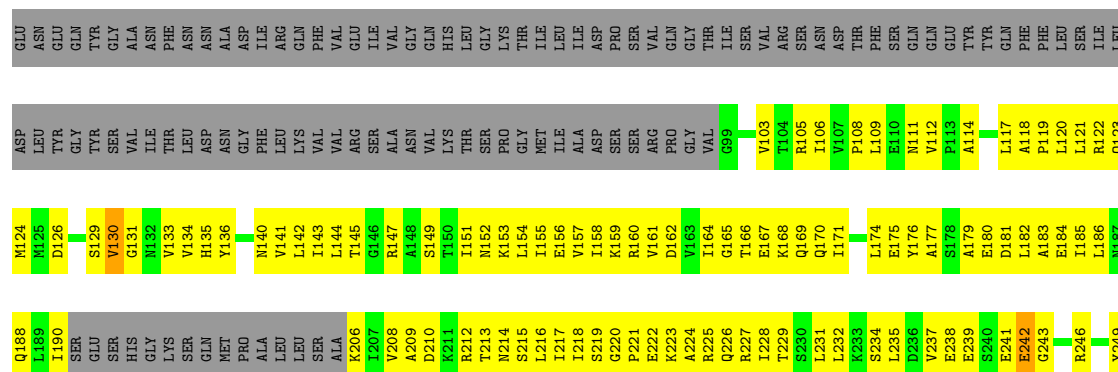 GLU ASN GLU GLN TYR GLY ALA ASN PHE ASN ASN ALA ASP ILE ARG GLN PHE VAL GLU ILE VAL GLY GLN HIS LEU GLY LYS THR ILE LEU ILE ASP PRO SER VAL GLN GLY THR ILE SER VAL ARG SER ASN ASP THR PHE SER GLN GLN GLU TYR TYR GLN PHE PHE LEU SER ILE LEU
ASP LEU TYR GLY TYR SER VAL ILE THR LEU ASP ASN GLY PHE LEU LYS VAL VAL ARG SER ALA ASN VAL LYS THR SER PRO GLY MET ILE ALA ASP SER SER ARG PRO GLY VAL G99 V103 T104 R105 I106 V107 P108 L109 E110 N111 V112 P113 A114 L117 A118 P119 L120 L121 R122 Q123
M124 M125 D126 S129 V130 G131 N132 V133 V134 H135 Y136 N140 V141 L142 I143 L144 T145 G146 R147 A148 S149 T150 I151 N152 K153 L154 I155 E156 V157 I158 K159 R160 V161 D162 V163 I164 G165 T166 E167 K168 Q169 Q170 I171 L174 E175 Y176 A177 S178 A179 E180 D181 L182 A183 E184 I185 L186 N187
Q188 L189 I190 SER GLU SER HIS GLY LYS SER GLN MET PRO ALA LEU LEU SER ALA K206 I207 V208 A209 D210 K211 R212 T213 N214 S215 L216 I217 I218 S219 G220 P221 E222 K223 A224 R225 Q226 R227 I228 T229 S230 L231 L232 K233 S234 L235 D236 V237 E238 E239 S240 E241 E242 G243 R246 Y249